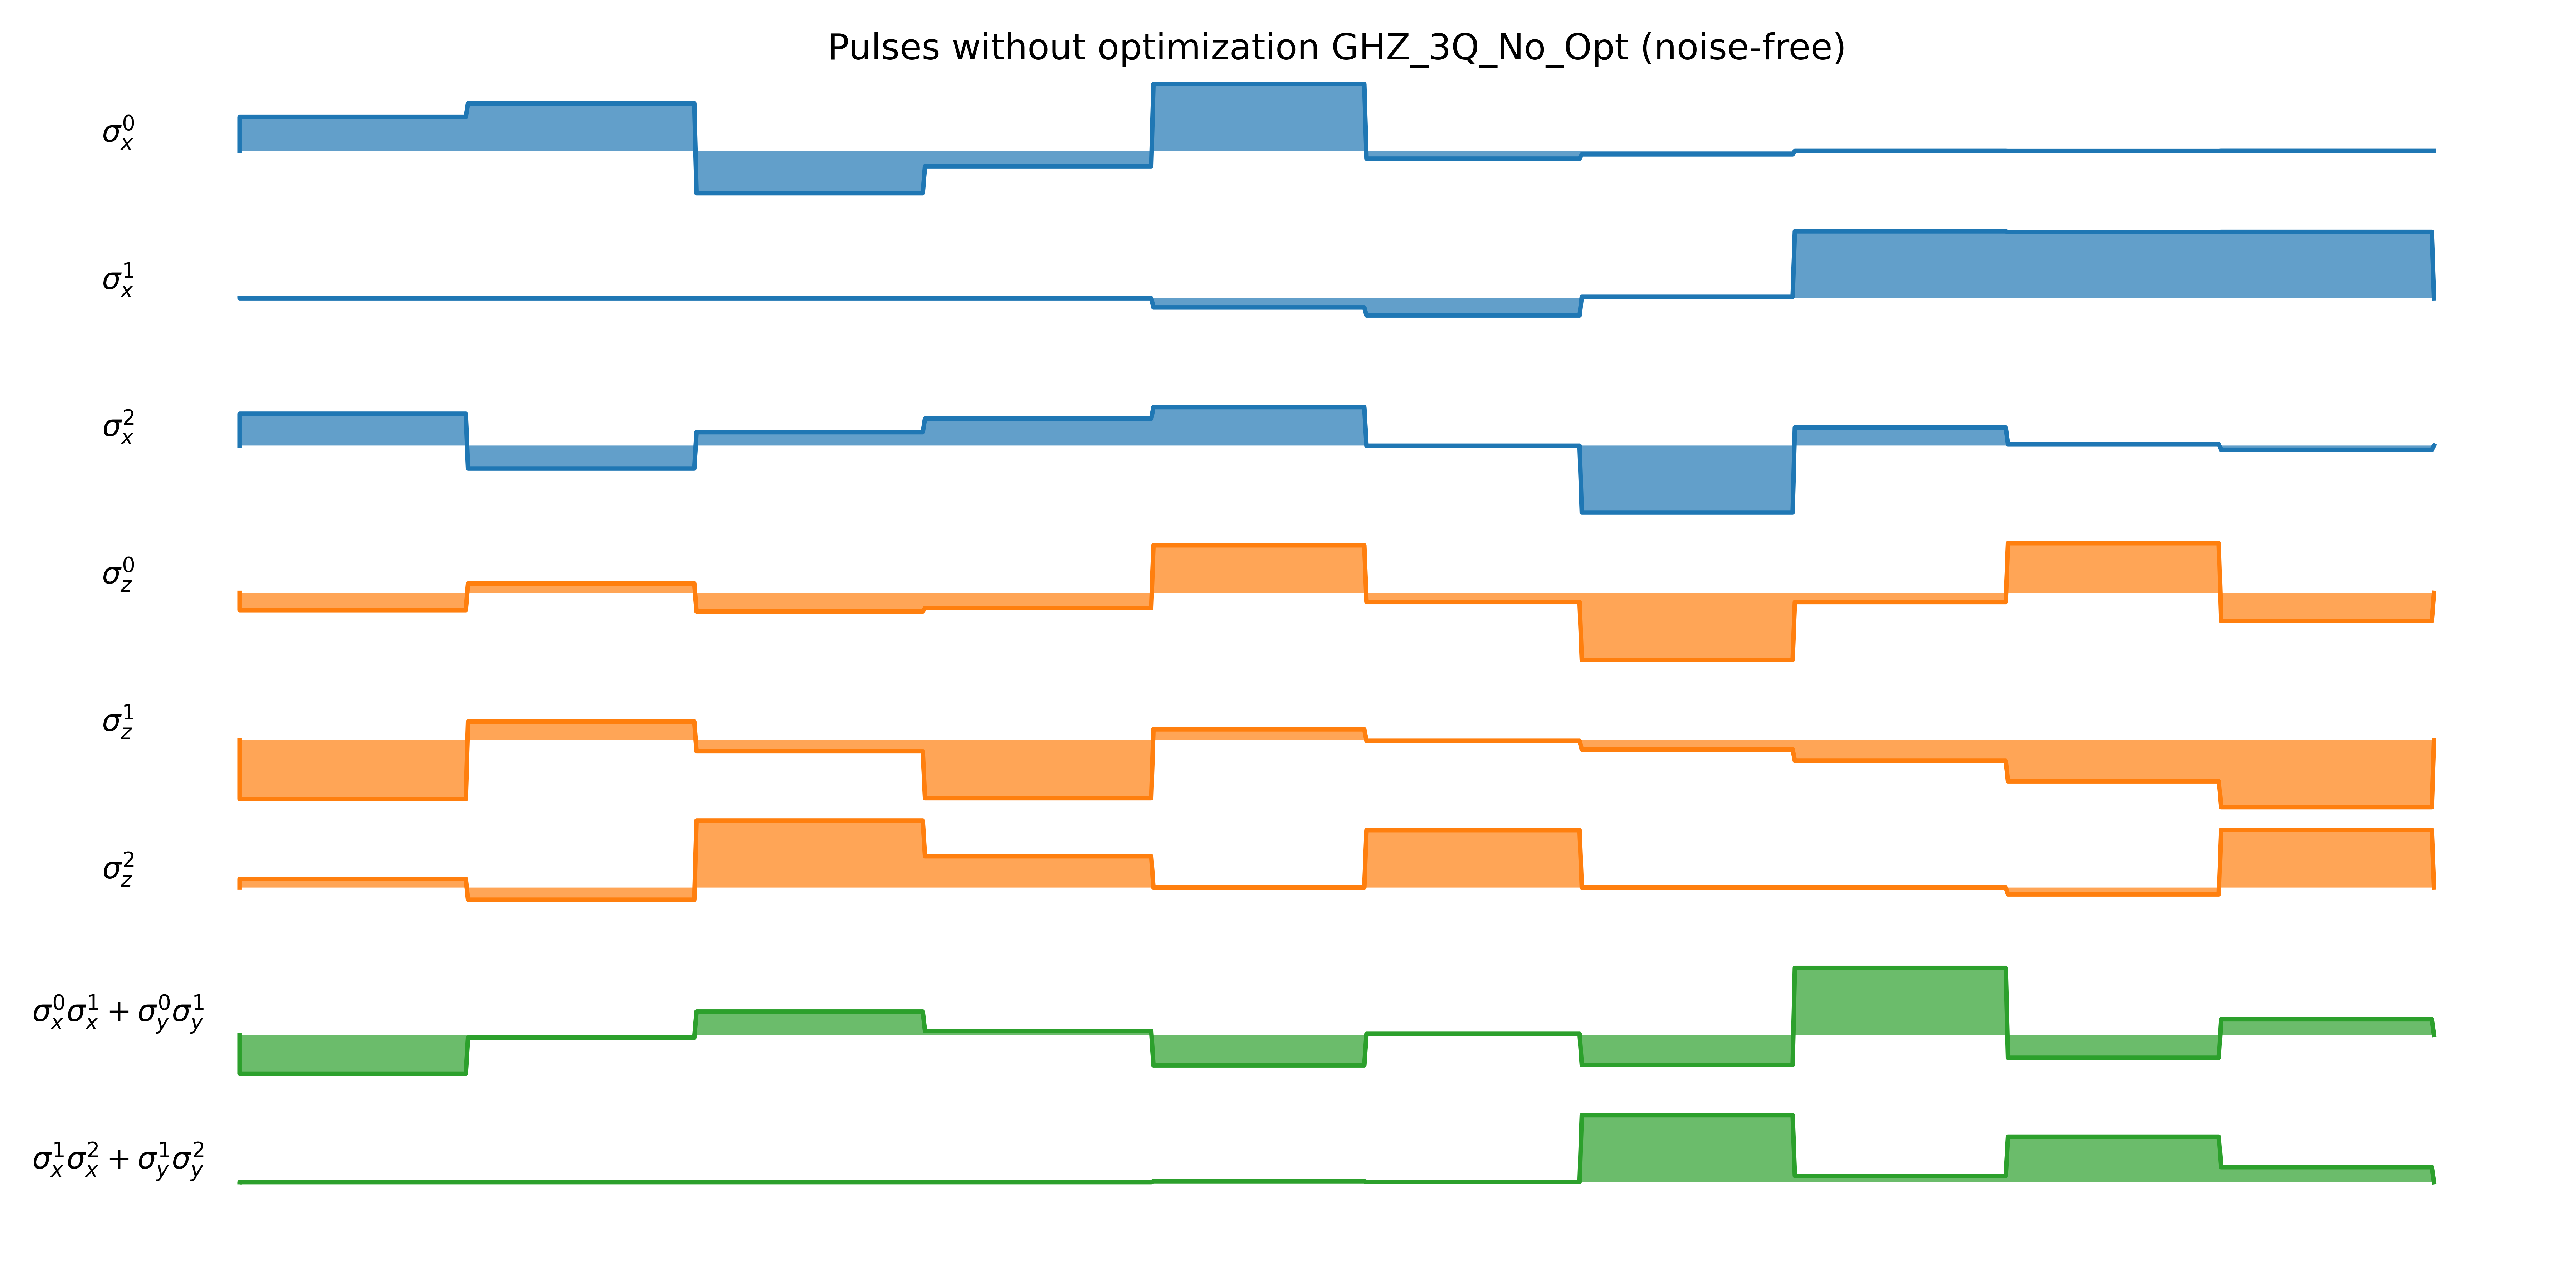 Pulses without optimization GHZ_3Q_No_Opt (noise-free)
σ_x^0
σ_x^1
σ_x^2
σ_z^0
σ_z^1
σ_z^2
σ_x^0σ_x^1 + σ_y^0σ_y^1
σ_x^1σ_x^2 + σ_y^1σ_y^2